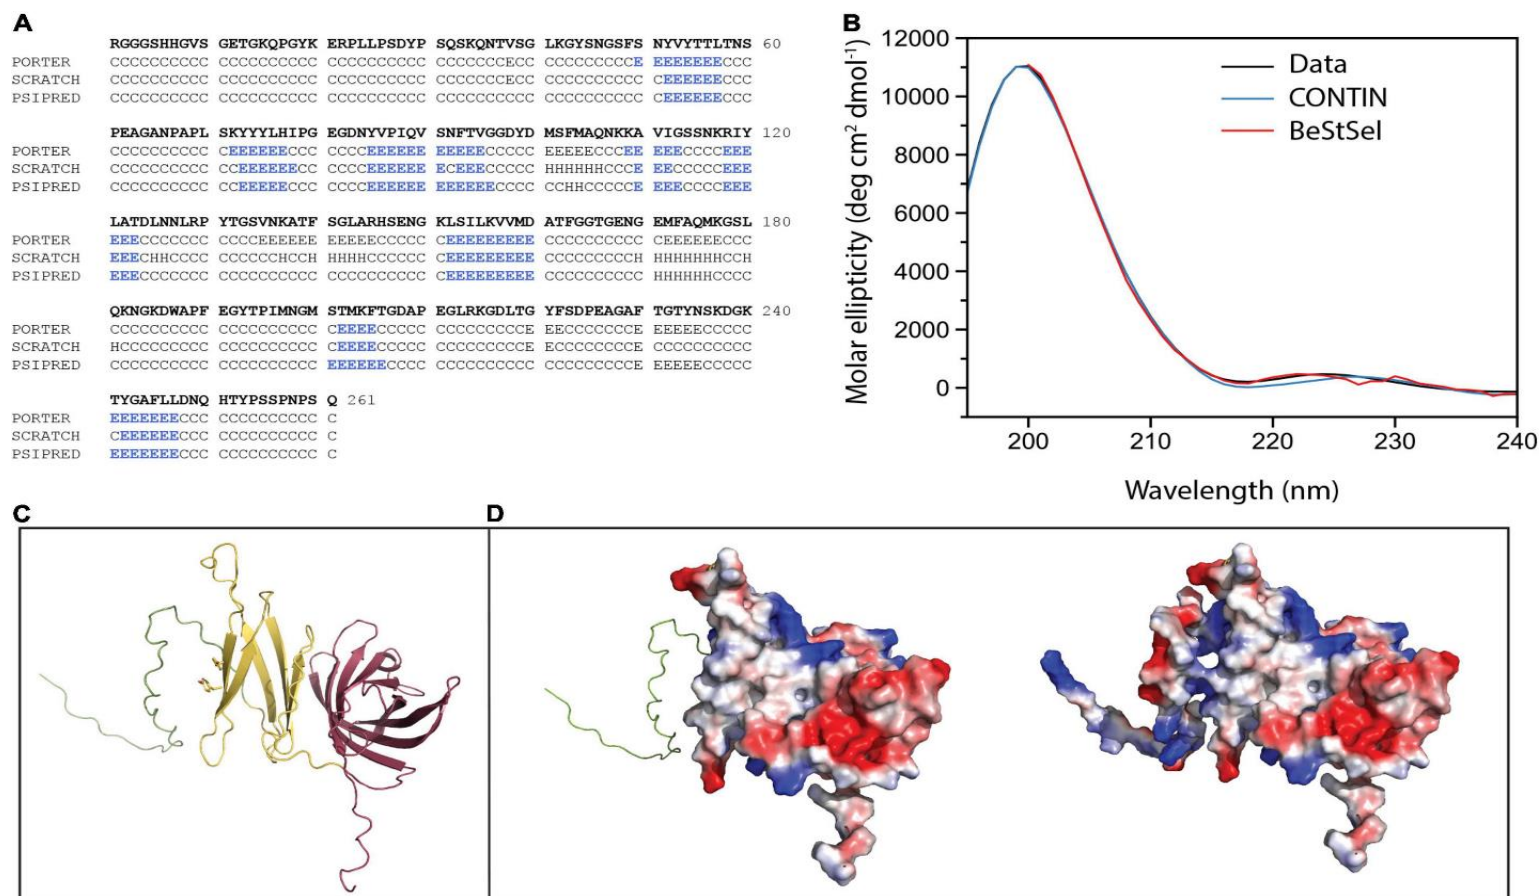 A
RGGGSHHGVS GETGKQPGYK ERPLLPSDYP SQSKQNTVSG LKGYSNGSFS NYVYTTLTNS 60
PORTER CCCCCCCCCC CCCCCCCCCC CCCCCCCCCC CCCCCCCECC CCCCCCCCCE EEEEEEECCC
SCRATCH CCCCCCCCCC CCCCCCCCCC CCCCCCCCCC CCCCCCCECC CCCCCCCCCC CEEEEEECCC
PSIPRED CCCCCCCCCC CCCCCCCCCC CCCCCCCCCC CCCCCCCCCC CCCCCCCCCC CEEEEEECCC
PEAGANPAPL SKYYYLHIPG EGDNYVPIQV SNFTVGGDYD MSFMAQNKKA VIGSSNKRIY 120
PORTER CCCCCCCCCC CEEEEEECCC CCCCEEEEEE EEEEECCCCC EEEEECCCEE EEECCCCEEE
SCRATCH CCCCCCCCCC CCEEEEEECC CCCCEEEEEE ECEEECCCCC HHHHHHCCCE EECCCCCEEE
PSIPRED CCCCCCCCCC CCEEEEECCC CCCCEEEEEE EEEEEECCCC CCHHCCCCCE EEECCCCEEE
LATDLNNLRP YTGSVNKATF SGLARHSENG KLSILKVVMD ATFGGTGENG EMFAQMKGSL 180
PORTER EEECCCCCCC CCCCEEEEEE EEEEECCCCC CEEEEEEEEE CCCCCCCCCC CEEEEEECCC
SCRATCH EEECHHCCCC CCCCCCCHCC HHHHCCCCCC CEEEEEEEEE CCCCCCCCCH HHHHHHHCCH
PSIPRED EEECCCCCCC CCCCCCCCCC CCCCCCCCCC CEEEEEEEEE CCCCCCCCCC CHHHHHHCCC
QKNGKDWAPF EGYTPIMNGM STMKFTGDAP EGLRKGDLTG YFSDPEAGAF TGTYNSKDGK 240
PORTER CCCCCCCCCC CCCCCCCCCC CEEEECCCCC CCCCCCCCCE EECCCCCCCE EEEEECCCCC
SCRATCH HCCCCCCCCC CCCCCCCCCC CEEEECCCCC CCCCCCCCCE CCCCCCCCCE CCCCCCCCCC
PSIPRED CCCCCCCCCC CCCCCCCCCC EEEEEECCCC CCCCCCCCCC CCCCCCCCCE EEEEECCCCC
TYGAFLLDNQ HTYPSSPNPS Q 261
PORTER EEEEEEECCC CCCCCCCCCC C
SCRATCH CEEEEEECCC CCCCCCCCCC C
PSIPRED EEEEEEECCC CCCCCCCCCC C
B
Molar ellipticity (deg cm² dmol⁻¹)
12000
10000
8000
6000
4000
2000
0
Data
CONTIN
BeStSel
200 210 220 230 240
Wavelength (nm)
C
D